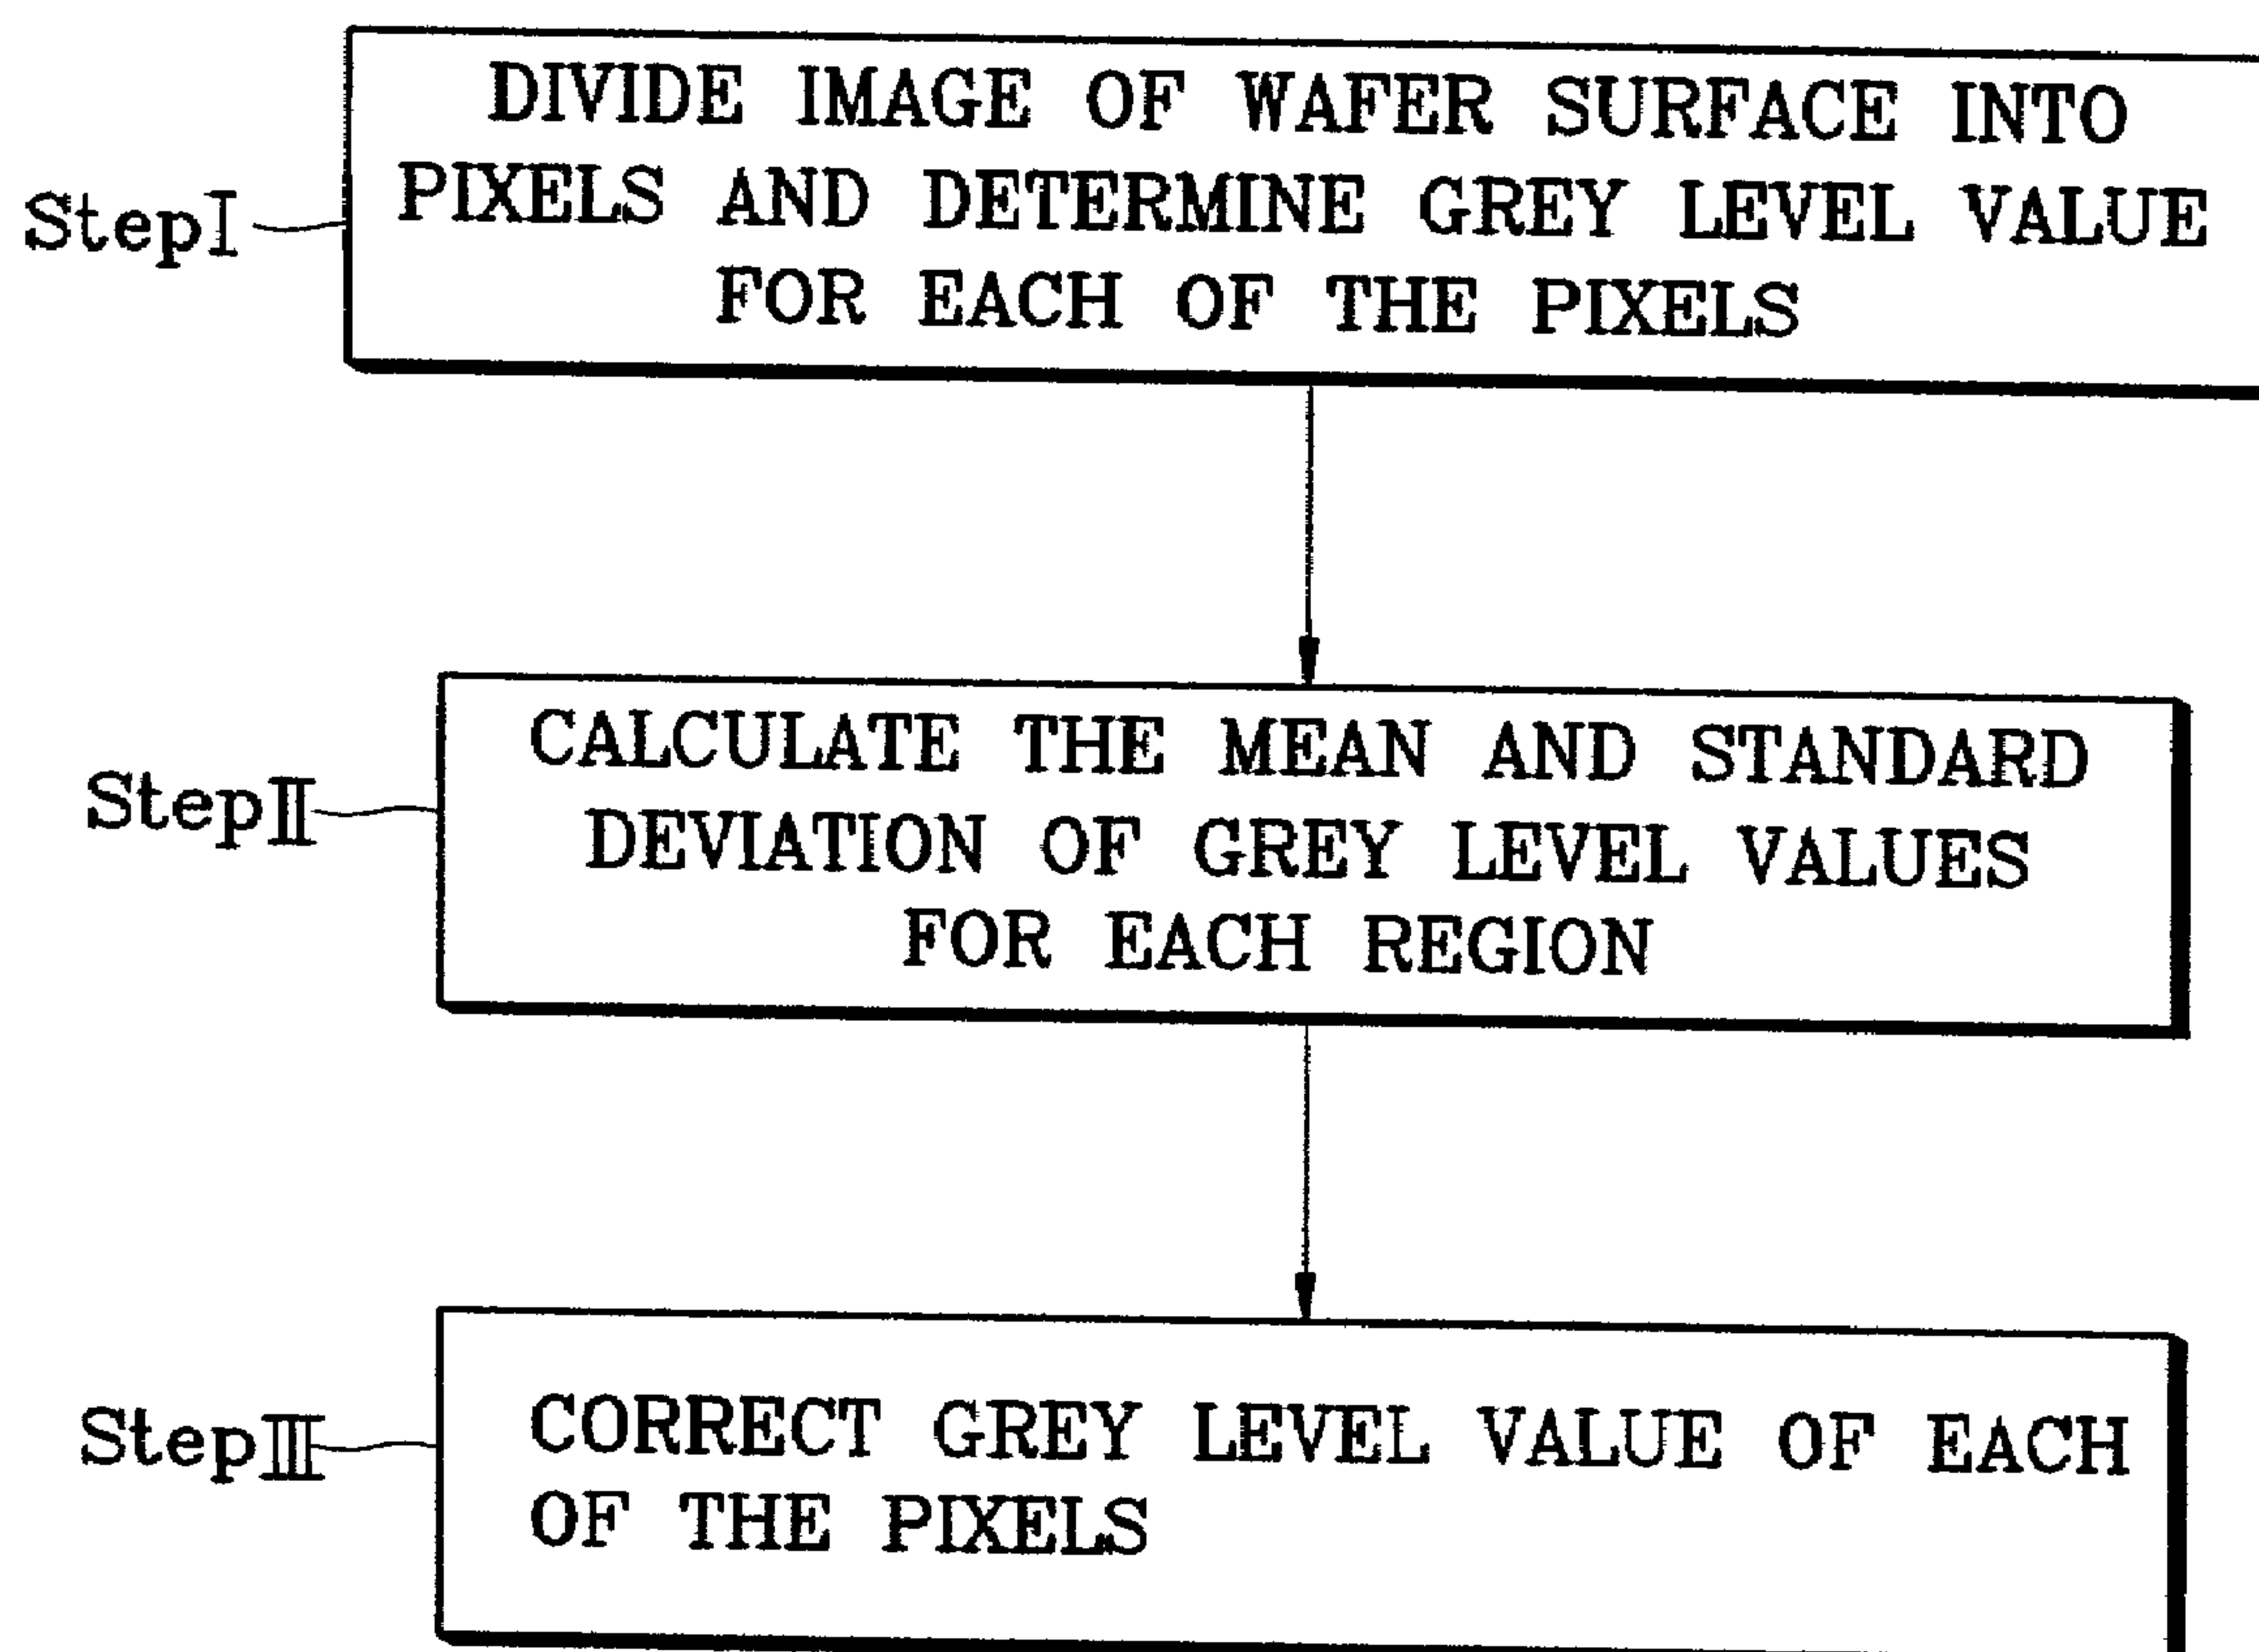 DIVIDE IMAGE OF WAFER SURFACE INTO
PIXELS AND DETERMINE GREY LEVEL VALUE
FOR EACH OF THE PIXELS
StepⅠ
CALCULATE THE MEAN AND STANDARD
DEVIATION OF GREY LEVEL VALUES
FOR EACH REGION
StepⅡ
CORRECT GREY LEVEL VALUE OF EACH
OF THE PIXELS
StepⅢ